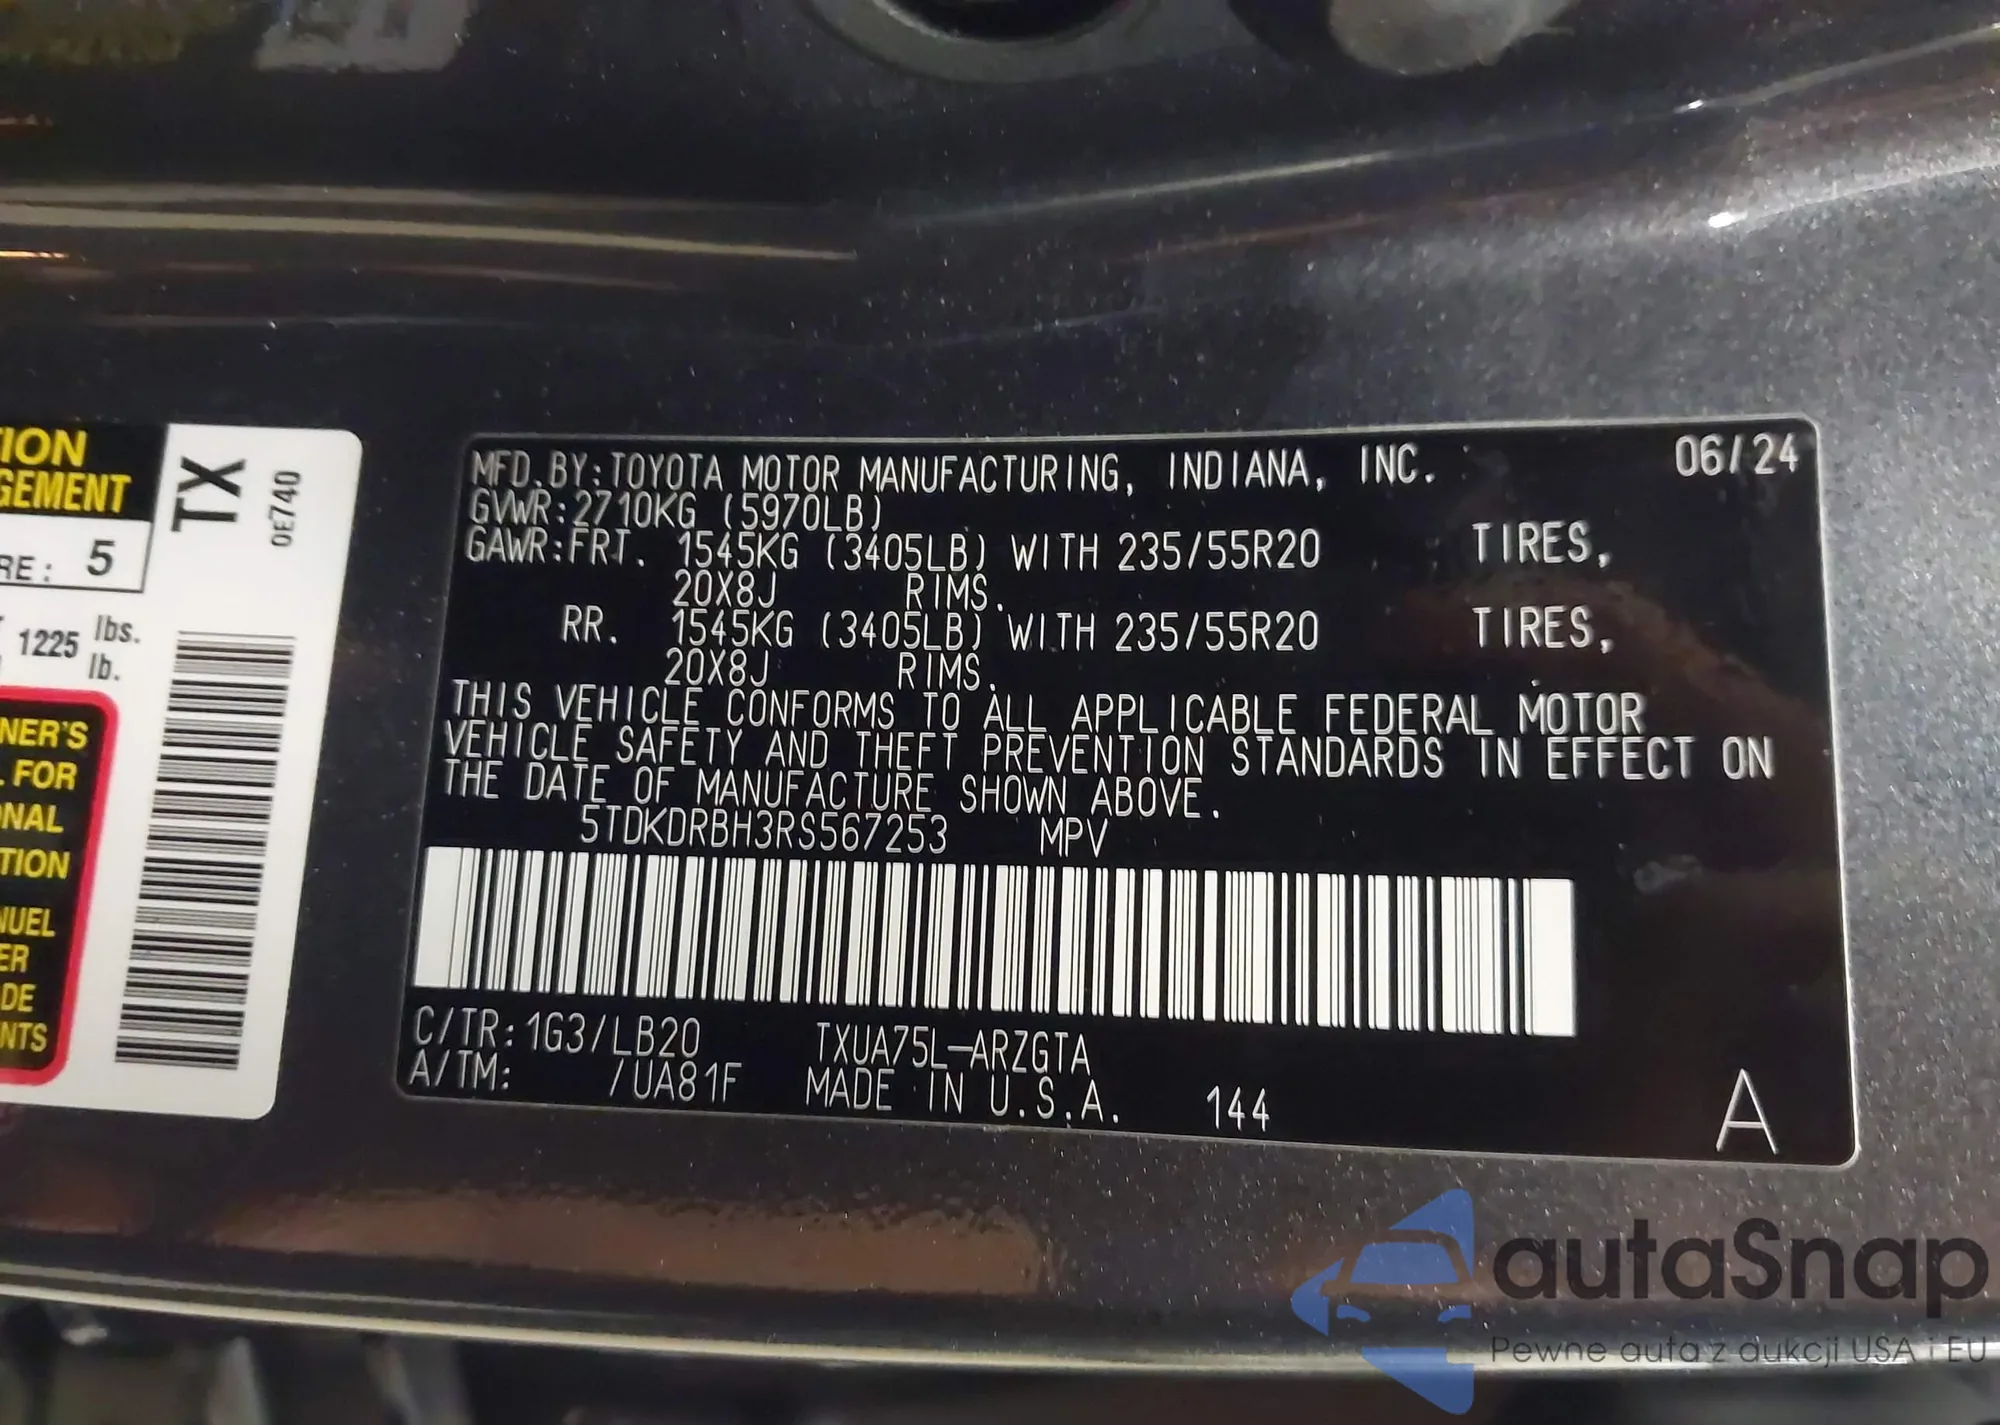 TION
GEMENT
RE: 5
1225 lbs.
lb.
NER'S
L FOR
ONAL
TION
NUEL
ER
DE
NTS
TX
0E740
MFD.BY:TOYOTA MOTOR MANUFACTURING, INDIANA, INC. 06/24
GVWR:2710KG (5970LB)
GAWR:FRT. 1545KG (3405LB) WITH 235/55R20 TIRES,
20X8J RIMS.
RR. 1545KG (3405LB) WITH 235/55R20 TIRES,
20X8J RIMS.
THIS VEHICLE CONFORMS TO ALL APPLICABLE FEDERAL MOTOR
VEHICLE SAFETY AND THEFT PREVENTION STANDARDS IN EFFECT ON
THE DATE OF MANUFACTURE SHOWN ABOVE.
5TDKDRBH3RS567253 MPV
C/TR:1G3/LB20 TXUA75L-ARZGTA
A/TM: /UA81F MADE IN U.S.A. 144
A
autaSnap
Pewne auta z aukcji USA i EU